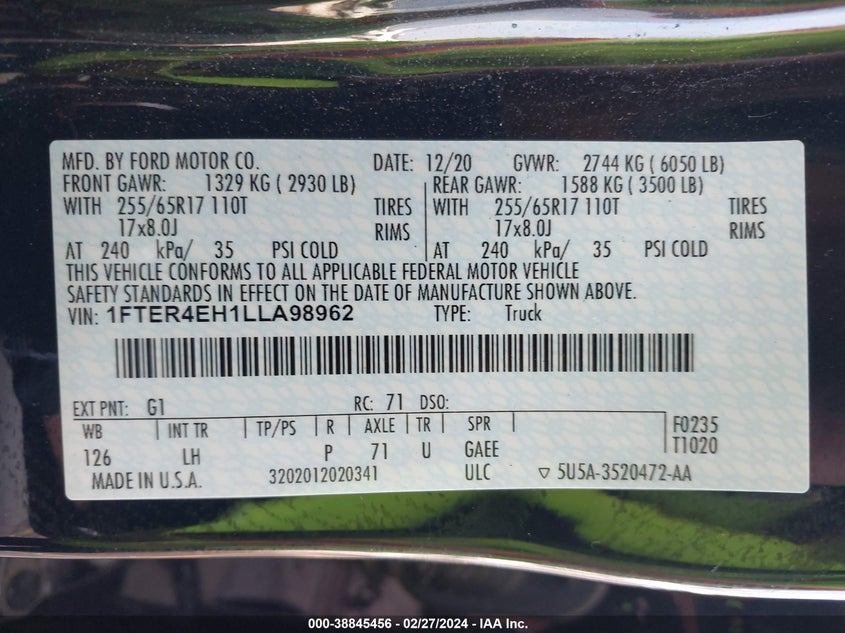 MFD. BY FORD MOTOR CO. DATE: 12/20 GVWR: 2744 KG ( 6050 LB)
FRONT GAWR: 1329 KG ( 2930 LB) REAR GAWR: 1588 KG ( 3500 LB)
WITH 255/65R17 110T TIRES WITH 255/65R17 110T TIRES
17x8.0J RIMS 17x8.0J RIMS
AT 240 kPa/ 35 PSI COLD AT 240 kPa/ 35 PSI COLD
THIS VEHICLE CONFORMS TO ALL APPLICABLE FEDERAL MOTOR VEHICLE
SAFETY STANDARDS IN EFFECT ON THE DATE OF MANUFACTURE SHOWN ABOVE.
VIN: 1FTER4EH1LLA98962 TYPE: Truck
EXT PNT: G1 RC: 71 DSO:
WB INT TR TP/PS R AXLE TR SPR F0235
126 LH P 71 U GAEE T1020
MADE IN U.S.A. 3202012020341 ULC ▽ 5U5A-3520472-AA
000-38845456 - 02/27/2024 - IAA Inc.